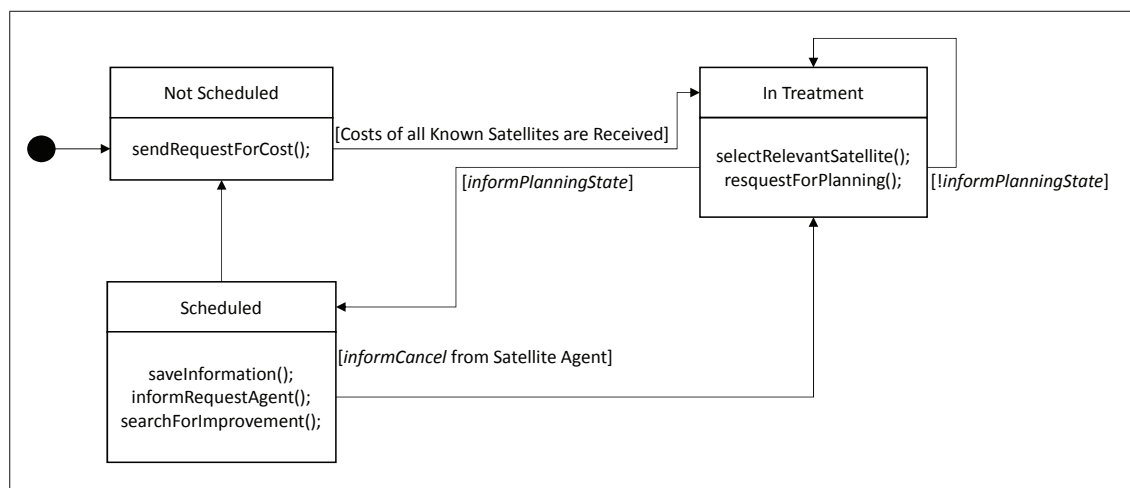 Not Scheduled
sendRequestForCost();
[Costs of all Known Satellites are Received]
In Treatment
selectRelevantSatellite();
resquestForPlanning();
[informPlanningState]
[!informPlanningState]
Scheduled
saveInformation();
informRequestAgent();
searchForImprovement();
[informCancel from Satellite Agent]